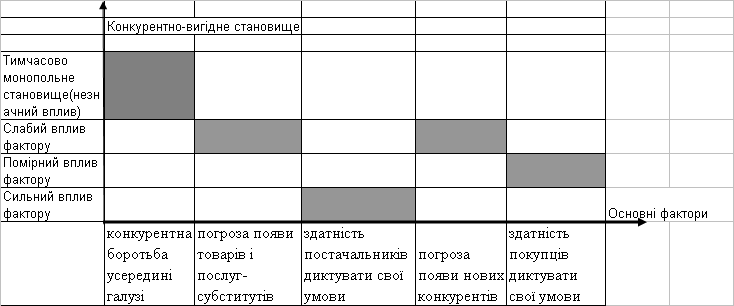 Конкурентно-вигідне становище
Тимчасово
монопольне
становище(незн
ачний вплив)
Слабий вплив
фактору
Помірний вплив
фактору
Сильний вплив
фактору
Основні фактори
конкурентна
боротьба
усередині
галузі
погроза появи
товарів і
послуг-
субститутів
здатність
постачальників
диктувати свої
умови
погроза
появи нових
конкурентів
здатність
покупців
диктувати
свої умови